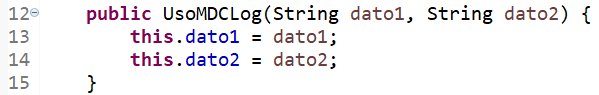 12 public UsoMDCLog(String dato1, String dato2) {
13 this.dato1 = dato1;
14 this.dato2 = dato2;
15 }